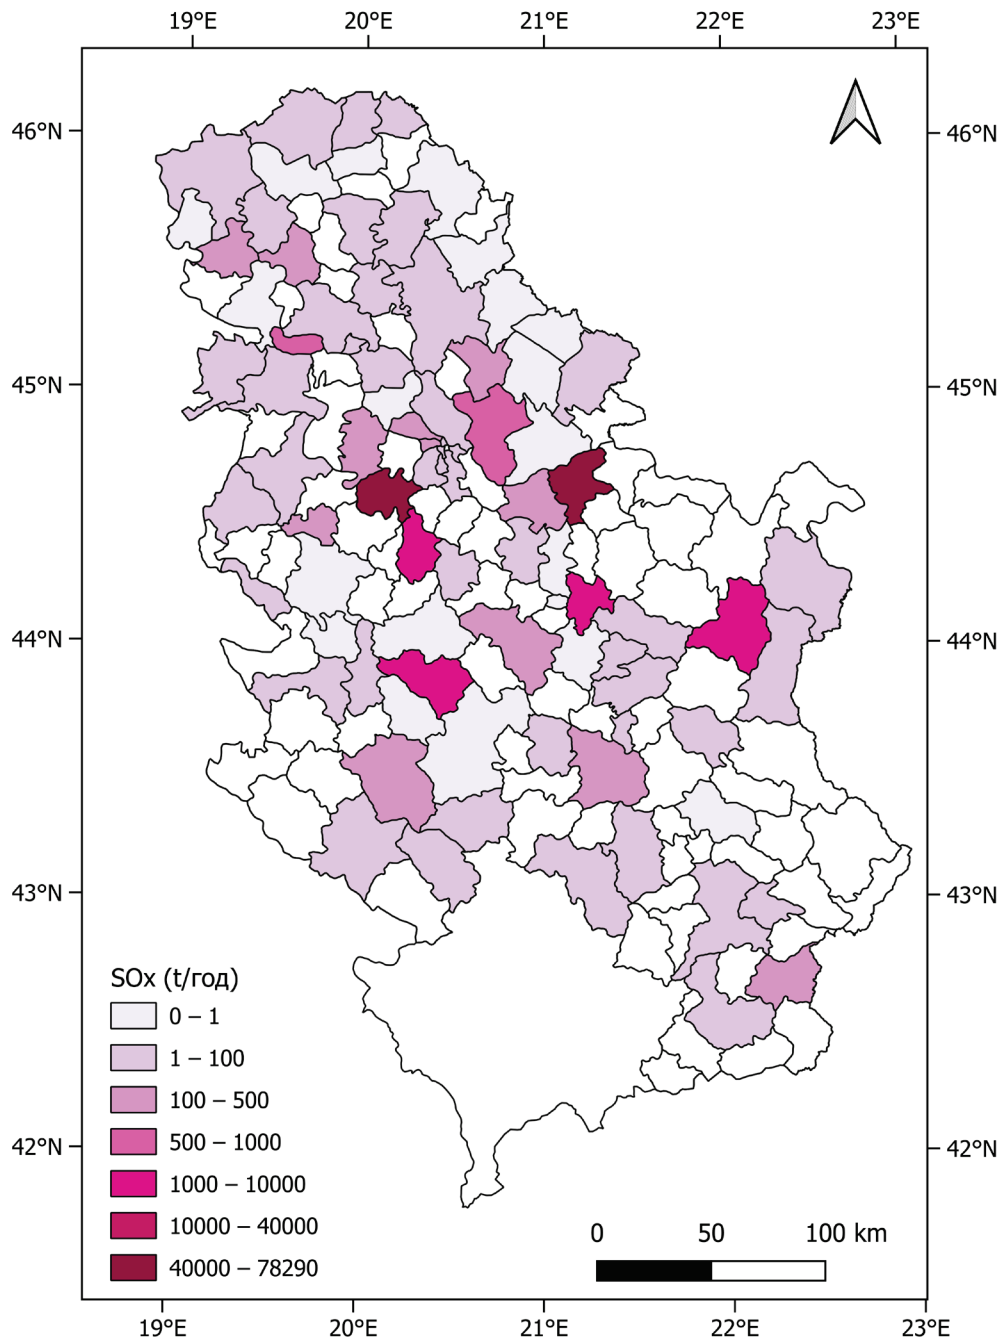 19°E 20°E 21°E 22°E 23°E
46°N 46°N
45°N 45°N
44°N 44°N
43°N 43°N
42°N 42°N
SOx (t/год)
0 – 1
1 – 100
100 – 500
500 – 1000
1000 – 10000
10000 – 40000
40000 – 78290
0 50 100 km
19°E 20°E 21°E 22°E 23°E